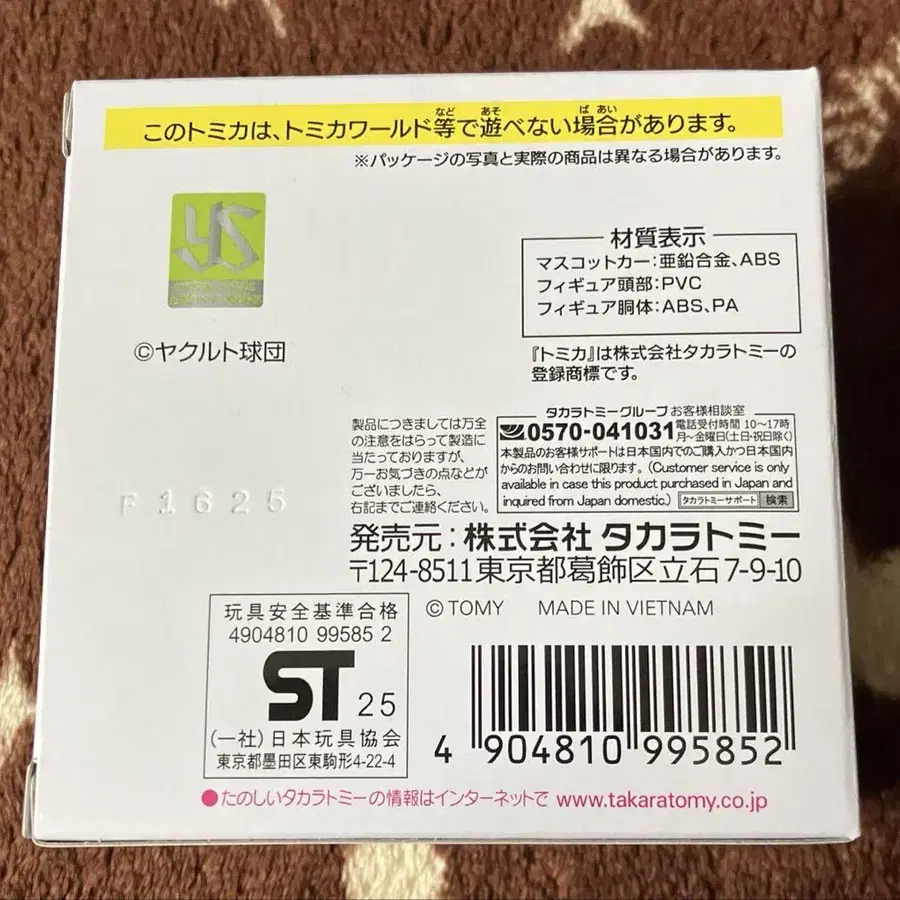 このトミカは、トミカワールド等で遊べない場合があります。
※パッケージの写真と実際の商品は異なる場合があります。
YS
©ヤクルト球団
材質表示
マスコットカー:亜鉛合金、ABS
フィギュア頭部:PVC
フィギュア胴体:ABS、PA
『トミカ』は株式会社タカラトミーの
登録商標です。
製品につきましては万全
の注意をはらって製造に
当たっておりますが、
万一お気づきの点などが
ございましたら、
右記までご連絡ください。
タカラトミーグループ お客様相談室
0570-041031 電話受付時間 10〜17時
月〜金曜日(土日・祝日除く)
本製品のお客様サポートは日本国内でのご購入かつ日本国内
からのお問い合わせに限ります。(Customer service is only
available in case this product purchased in Japan and
inquired from Japan domestic.) タカラトミーサポート 検索
F1625
発売元:株式会社 タカラトミー
〒124-8511東京都葛飾区立石7-9-10
© TOMY MADE IN VIETNAM
玩具安全基準合格
4904810 99585 2
ST 25
(一社)日本玩具協会
東京都墨田区東駒形4-22-4
4 904810 995852
●たのしいタカラトミーの情報はインターネットで www.takaratomy.co.jp